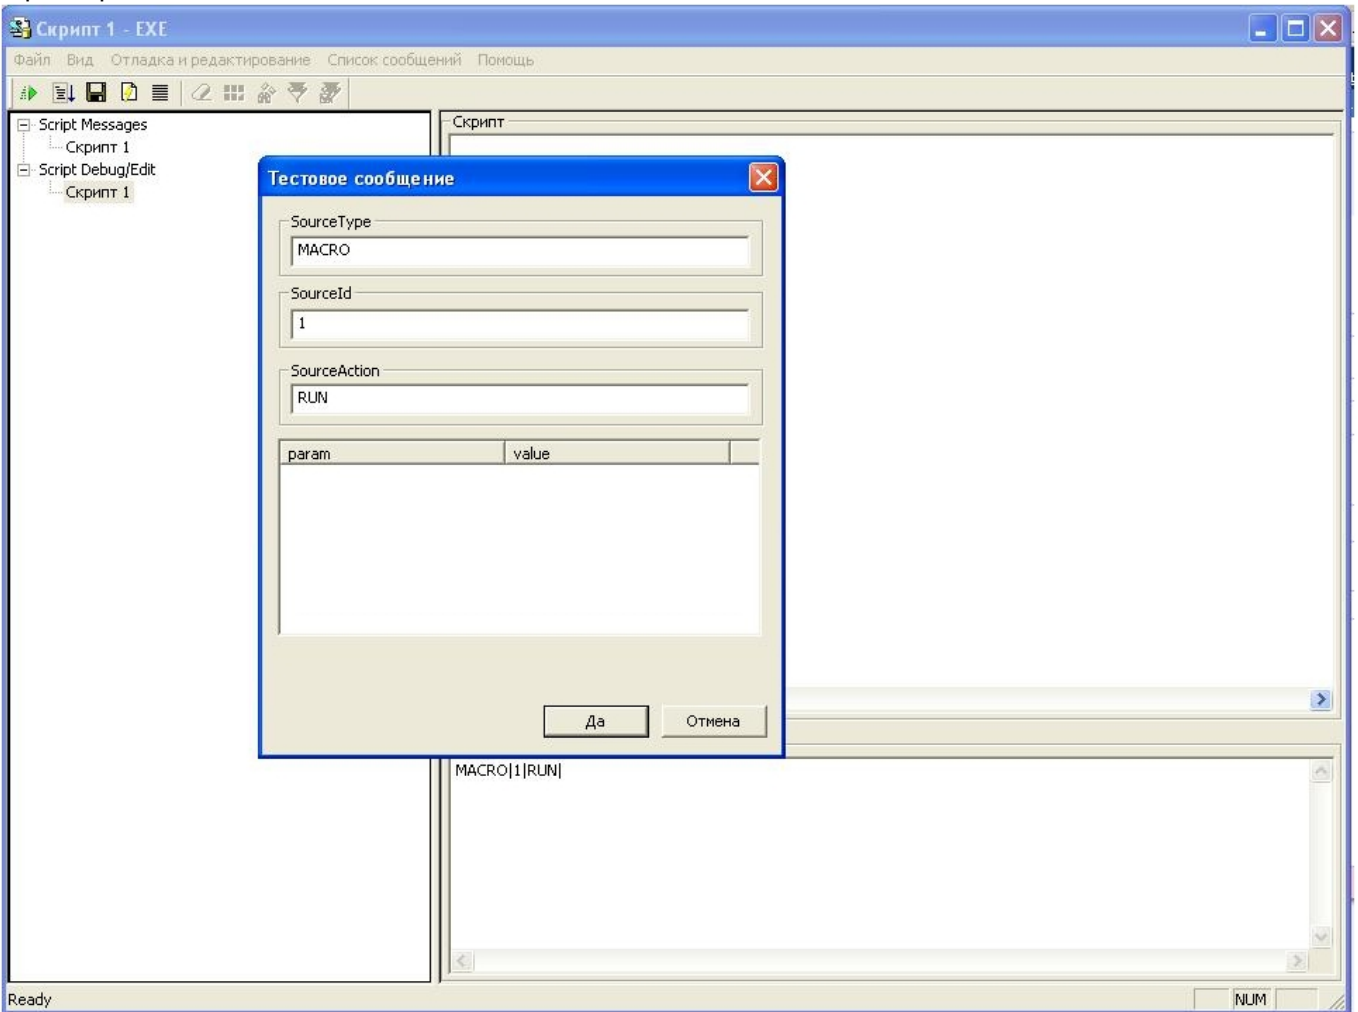 Скрипт 1 - EXE
Файл Вид Отладка и редактирование Список сообщений Помощь
Script Messages
Скрипт 1
Script Debug/Edit
Скрипт 1
Скрипт
Тестовое сообщение
SourceType
MACRO
SourceId
1
SourceAction
RUN
param value
Да Отмена
MACRO|1|RUN|
Ready NUM